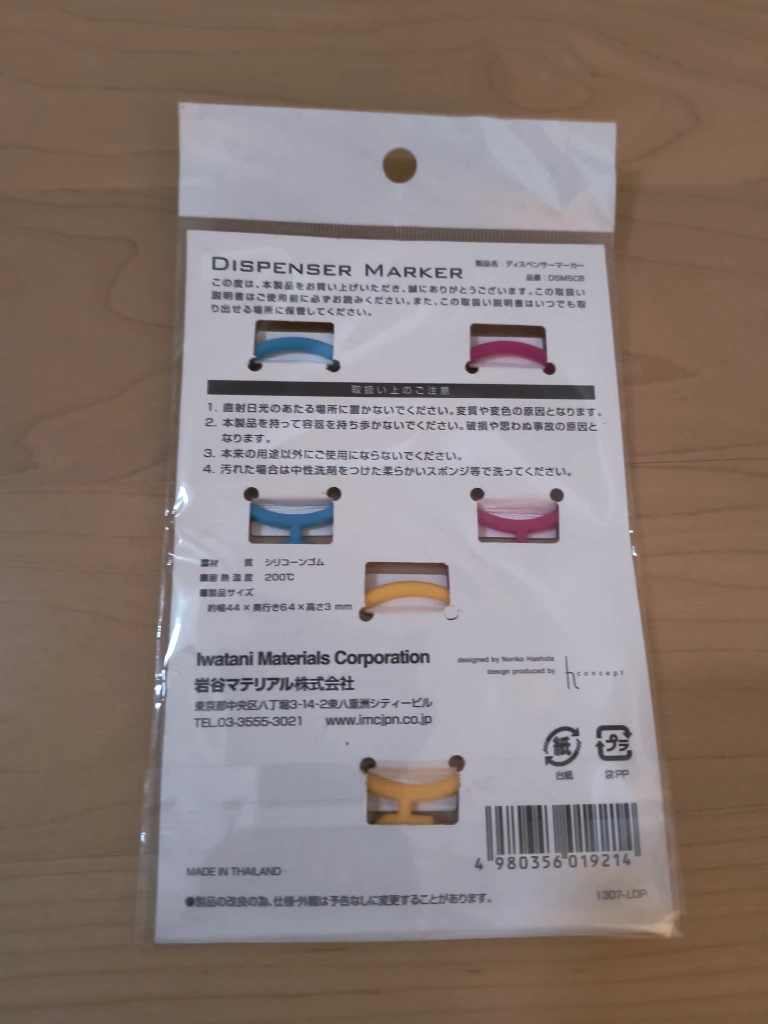 DISPENSER MARKER
製品名：ディスペンサーマーカー
品番：DSMSCB
この度は、本製品をお買い上げいただき、誠にありがとうございます。この取扱い
説明書はご使用前に必ずお読みください。また、この取扱い説明書はいつでも取
り出せる場所に保管してください。
取扱い上のご注意
1. 直射日光のあたる場所に置かないでください。変質や変色の原因となります。
2. 本製品を持って容器を持ち歩かないでください。破損や思わぬ事故の原因と
なります。
3. 本来の用途以外にご使用にならないでください。
4. 汚れた場合は中性洗剤をつけた柔らかいスポンジ等で洗ってください。
■材　質　シリコーンゴム
■耐熱温度　200℃
■製品サイズ
約幅44×奥行き64×高さ3 mm
Iwatani Materials Corporation
岩谷マテリアル株式会社
東京都中央区八丁堀3-14-2東八重洲シティービル
TEL.03-3555-3021　www.imcjpn.co.jp
designed by Noriko Hashida
design produced by h concept
紙
台紙
プラ
袋:PP
4 980356 019214
MADE IN THAILAND
1307-LDP
●製品の改良の為、仕様・外観は予告なしに変更することがあります。